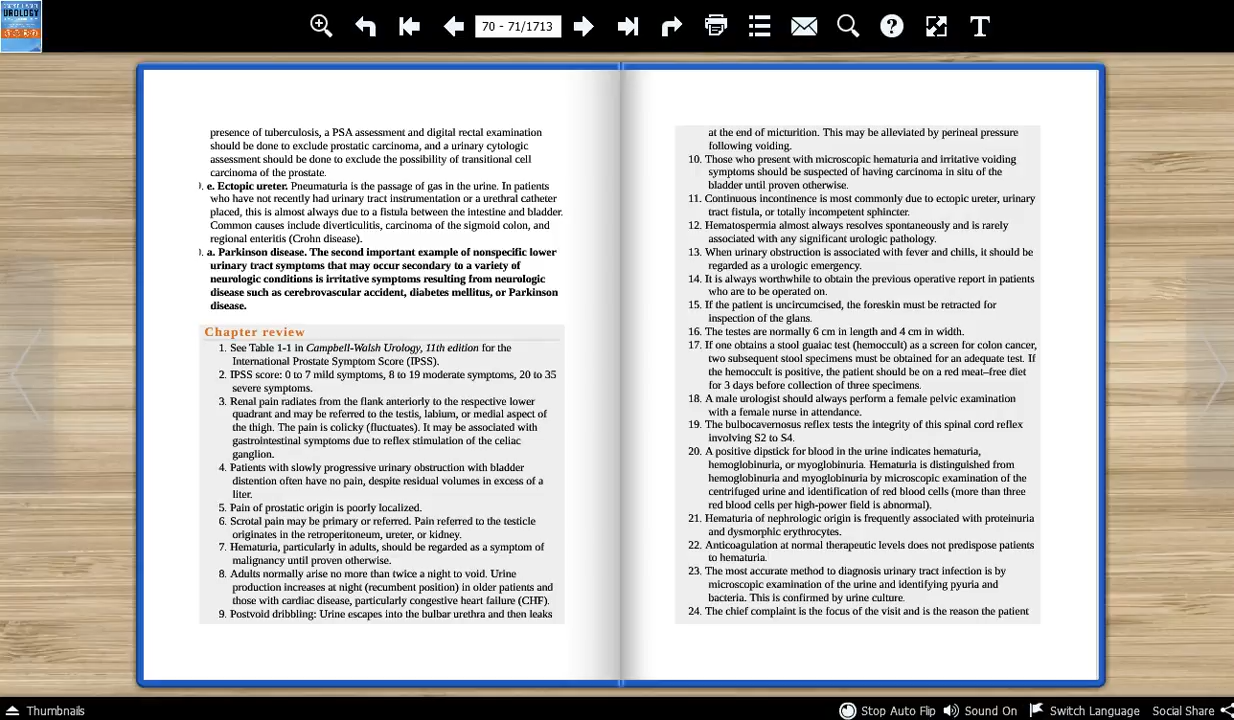 UROLOGY
70 - 71/1713
T
presence of tuberculosis, a PSA assessment and digital rectal examination
should be done to exclude prostatic carcinoma, and a urinary cytologic
assessment should be done to exclude the possibility of transitional cell
carcinoma of the prostate.
). e. Ectopic ureter. Pneumaturia is the passage of gas in the urine. In patients
who have not recently had urinary tract instrumentation or a urethral catheter
placed, this is almost always due to a fistula between the intestine and bladder.
Common causes include diverticulitis, carcinoma of the sigmoid colon, and
regional enteritis (Crohn disease).
). a. Parkinson disease. The second important example of nonspecific lower
urinary tract symptoms that may occur secondary to a variety of
neurologic conditions is irritative symptoms resulting from neurologic
disease such as cerebrovascular accident, diabetes mellitus, or Parkinson
disease.
Chapter review
1. See Table 1-1 in Campbell-Walsh Urology, 11th edition for the
International Prostate Symptom Score (IPSS).
2. IPSS score: 0 to 7 mild symptoms, 8 to 19 moderate symptoms, 20 to 35
severe symptoms.
3. Renal pain radiates from the flank anteriorly to the respective lower
quadrant and may be referred to the testis, labium, or medial aspect of
the thigh. The pain is colicky (fluctuates). It may be associated with
gastrointestinal symptoms due to reflex stimulation of the celiac
ganglion.
4. Patients with slowly progressive urinary obstruction with bladder
distention often have no pain, despite residual volumes in excess of a
liter.
5. Pain of prostatic origin is poorly localized.
6. Scrotal pain may be primary or referred. Pain referred to the testicle
originates in the retroperitoneum, ureter, or kidney.
7. Hematuria, particularly in adults, should be regarded as a symptom of
malignancy until proven otherwise.
8. Adults normally arise no more than twice a night to void. Urine
production increases at night (recumbent position) in older patients and
those with cardiac disease, particularly congestive heart failure (CHF).
9. Postvoid dribbling: Urine escapes into the bulbar urethra and then leaks
at the end of micturition. This may be alleviated by perineal pressure
following voiding.
10. Those who present with microscopic hematuria and irritative voiding
symptoms should be suspected of having carcinoma in situ of the
bladder until proven otherwise.
11. Continuous incontinence is most commonly due to ectopic ureter, urinary
tract fistula, or totally incompetent sphincter.
12. Hematospermia almost always resolves spontaneously and is rarely
associated with any significant urologic pathology.
13. When urinary obstruction is associated with fever and chills, it should be
regarded as a urologic emergency.
14. It is always worthwhile to obtain the previous operative report in patients
who are to be operated on.
15. If the patient is uncircumcised, the foreskin must be retracted for
inspection of the glans.
16. The testes are normally 6 cm in length and 4 cm in width.
17. If one obtains a stool guaiac test (hemoccult) as a screen for colon cancer,
two subsequent stool specimens must be obtained for an adequate test. If
the hemoccult is positive, the patient should be on a red meat–free diet
for 3 days before collection of three specimens.
18. A male urologist should always perform a female pelvic examination
with a female nurse in attendance.
19. The bulbocavernosus reflex tests the integrity of this spinal cord reflex
involving S2 to S4.
20. A positive dipstick for blood in the urine indicates hematuria,
hemoglobinuria, or myoglobinuria. Hematuria is distinguished from
hemoglobinuria and myoglobinuria by microscopic examination of the
centrifuged urine and identification of red blood cells (more than three
red blood cells per high-power field is abnormal).
21. Hematuria of nephrologic origin is frequently associated with proteinuria
and dysmorphic erythrocytes.
22. Anticoagulation at normal therapeutic levels does not predispose patients
to hematuria.
23. The most accurate method to diagnosis urinary tract infection is by
microscopic examination of the urine and identifying pyuria and
bacteria. This is confirmed by urine culture.
24. The chief complaint is the focus of the visit and is the reason the patient
Thumbnails
Stop Auto Flip
Sound On
Switch Language
Social Share